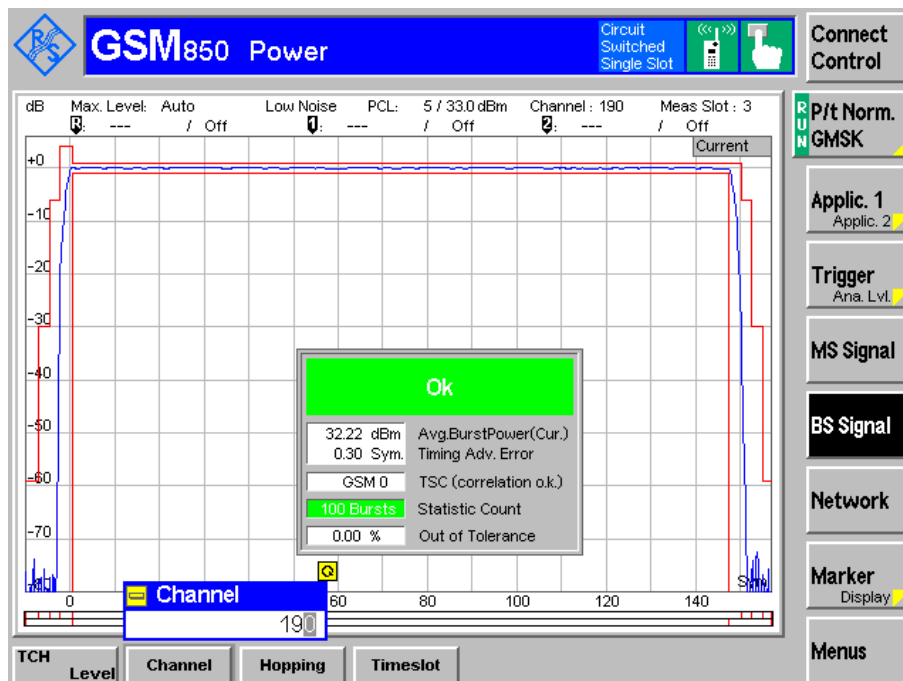 R S
GSM850 Power
Circuit
Switched
Single Slot
Connect
Control
dB Max. Level: Auto Low Noise PCL: 5 / 33.0 dBm Channel : 190 Meas Slot : 3
R: --- / Off 1: --- / Off 2: --- / Off
RUN
P/t Norm.
GMSK
Current
+0
-10
-20
-30
-40
-50
-60
-70
Ok
32.22 dBm Avg.BurstPower(Cur.)
0.30 Sym. Timing Adv. Error
GSM 0 TSC (correlation o.k.)
100 Bursts Statistic Count
0.00 % Out of Tolerance
Sym
0 60 80 100 120 140
Channel
190
Applic. 1
Applic. 2
Trigger
Ana. Lvl.
MS Signal
BS Signal
Network
Marker
Display
Menus
TCH
Level
Channel
Hopping
Timeslot